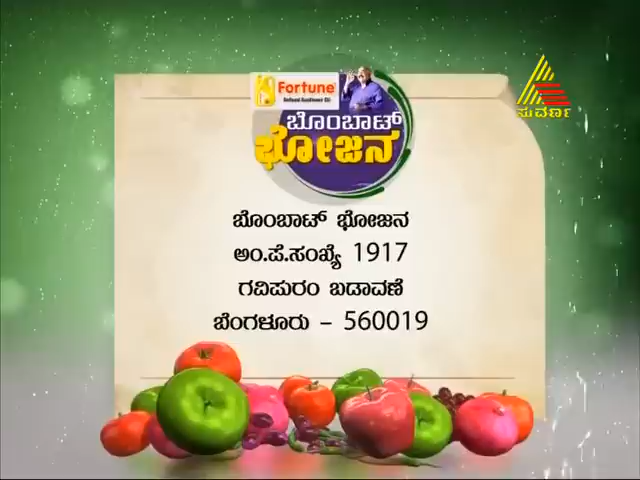 Fortune
ಸುವರ್ಣ
ಬೊಂಬಾಟ್
ಭೋಜನ
ಬೊಂಬಾಟ್ ಭೋಜನ
ಅಂ.ಪೆ.ಸಂಖ್ಯೆ 1917
ಗವಿಪುರಂ ಬಡಾವಣೆ
ಬೆಂಗಳೂರು – 560019